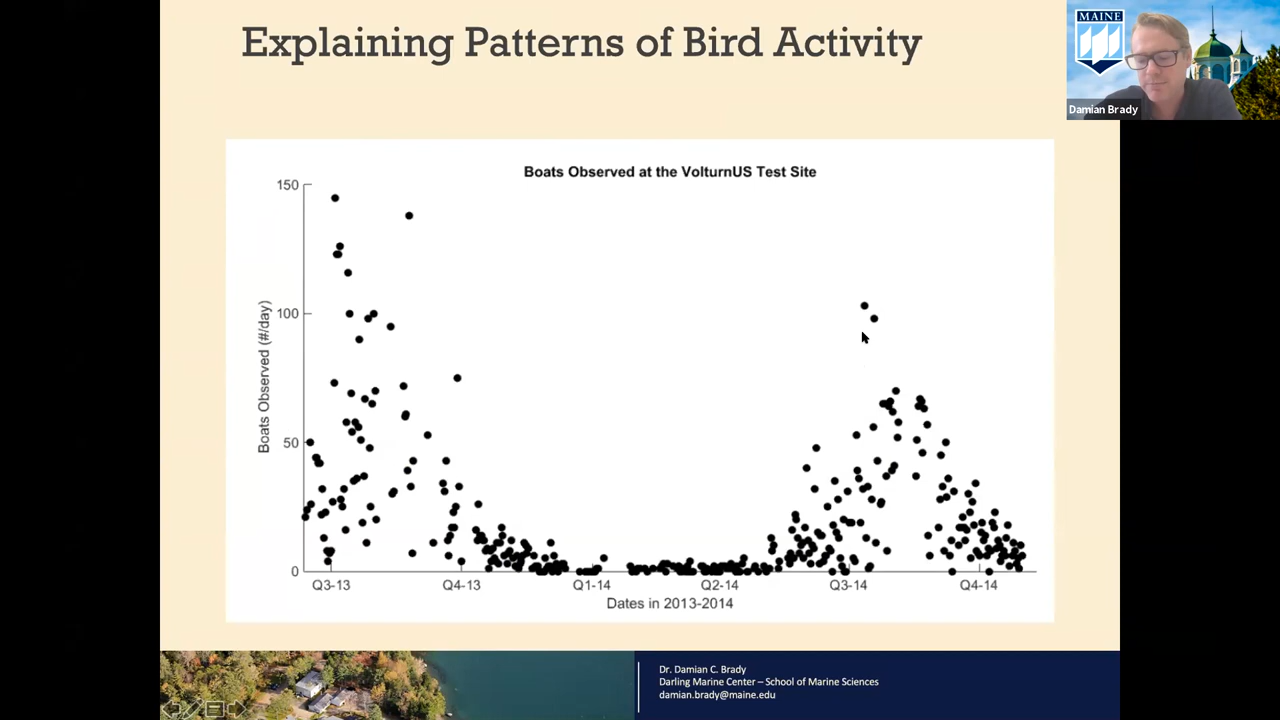 Explaining Patterns of Bird Activity
MAINE
Damian Brady
Boats Observed at the VolturnUS Test Site
150
100
50
0
Boats Observed (#/day)
Q3-13
Q4-13
Q1-14
Q2-14
Q3-14
Q4-14
Dates in 2013-2014
Dr. Damian C. Brady
Darling Marine Center – School of Marine Sciences
damian.brady@maine.edu